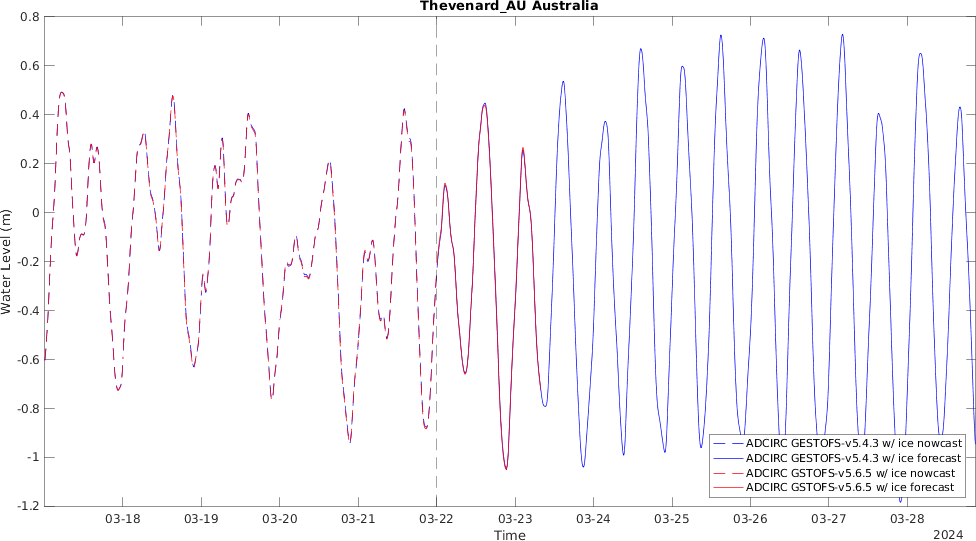 Thevenard_AU Australia
0.8
0.6
0.4
0.2
0
-0.2
-0.4
-0.6
-0.8
-1
-1.2
Water Level (m)
03-18 03-19 03-20 03-21 03-22 03-23 03-24 03-25 03-26 03-27 03-28
Time
2024
ADCIRC GESTOFS-v5.4.3 w/ ice nowcast
ADCIRC GESTOFS-v5.4.3 w/ ice forecast
ADCIRC GSTOFS-v5.6.5 w/ ice nowcast
ADCIRC GSTOFS-v5.6.5 w/ ice forecast